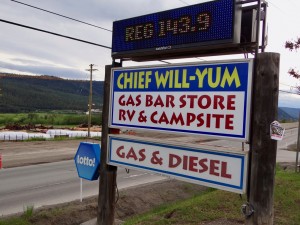 REG 143.9
CHIEF WILL-YUM
GAS BAR STORE
RV & CAMPSITE
GAS & DIESEL
Lotto!